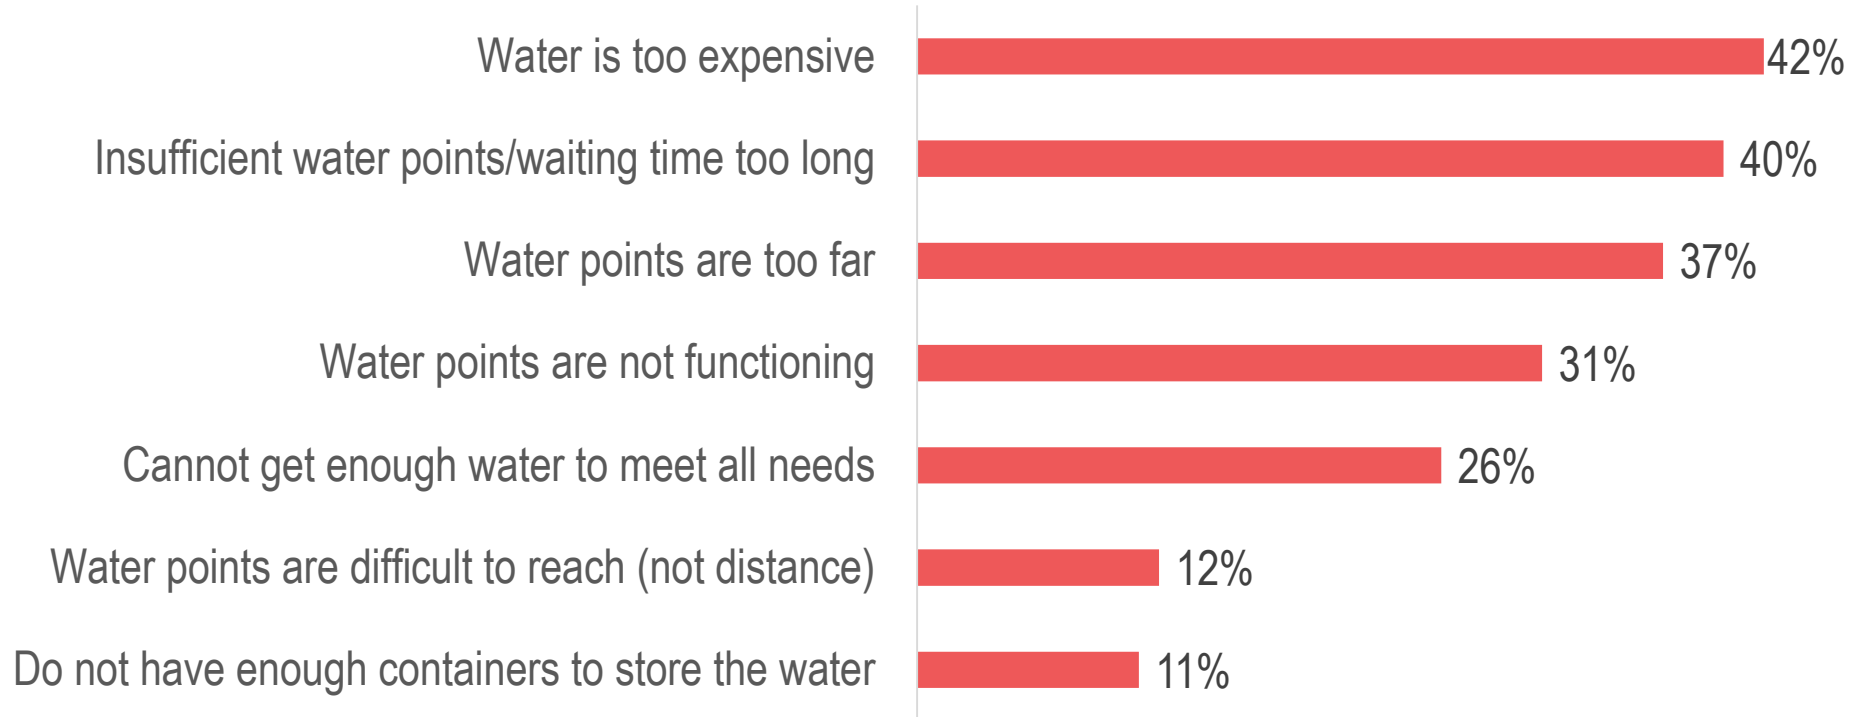 Water is too expensive 42%
Insufficient water points/waiting time too long 40%
Water points are too far 37%
Water points are not functioning 31%
Cannot get enough water to meet all needs 26%
Water points are difficult to reach (not distance) 12%
Do not have enough containers to store the water 11%